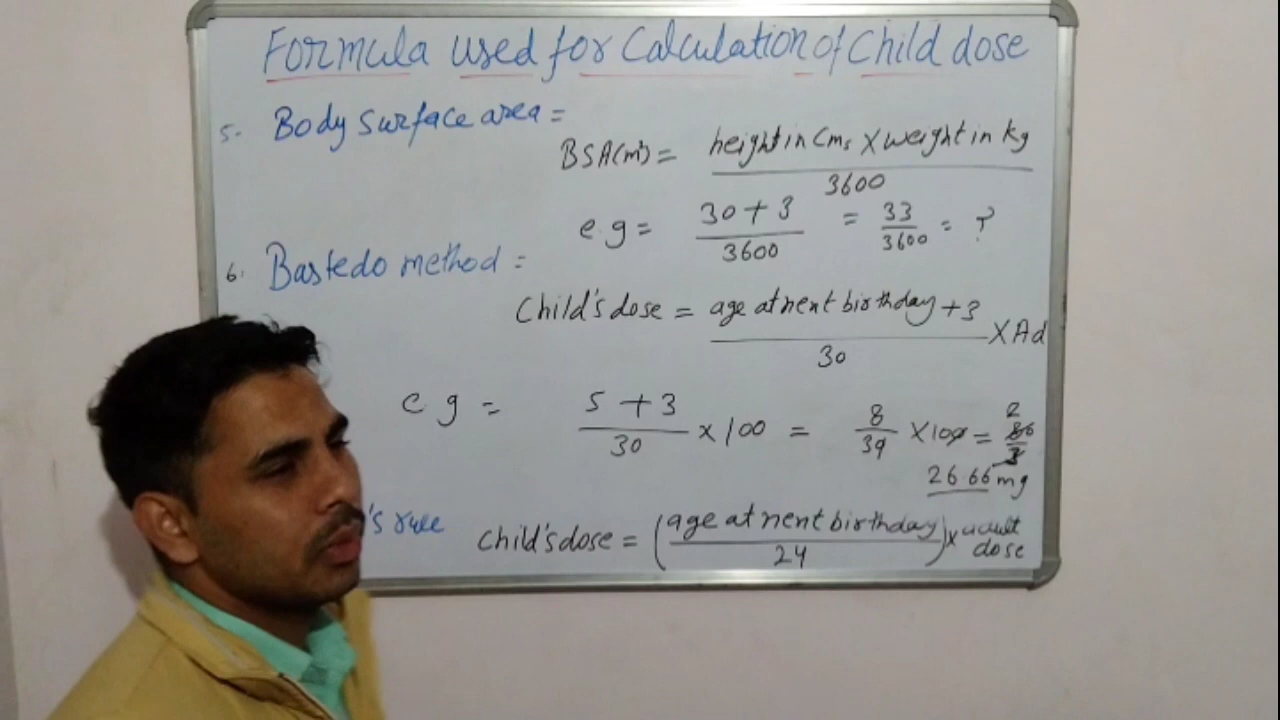 Formula used for Calculation of Child dose
5. Body surface area =
BSA(m²) = height in Cms X weight in kg
3600
e g = 30 + 3 = 33 = ?
3600 3600
6. Bastedo method =
Child's dose = age at next birthday + 3 X Ad
30
e g = 5 + 3 X 100 = 8 X 100 =
30 30
2
3
26 66 mg
's rule Child's dose = (age at next birthday) X adult dose
24